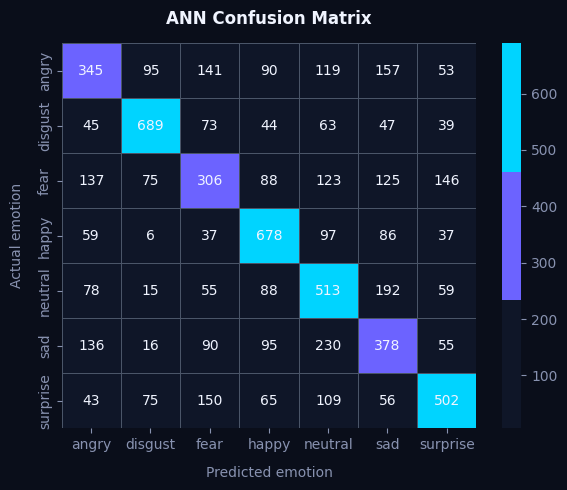 ANN Confusion Matrix
Actual emotion
angry 345 95 141 90 119 157 53
disgust 45 689 73 44 63 47 39
fear 137 75 306 88 123 125 146
happy 59 6 37 678 97 86 37
neutral 78 15 55 88 513 192 59
sad 136 16 90 95 230 378 55
surprise 43 75 150 65 109 56 502
angry disgust fear happy neutral sad surprise
Predicted emotion
600
500
400
300
200
100